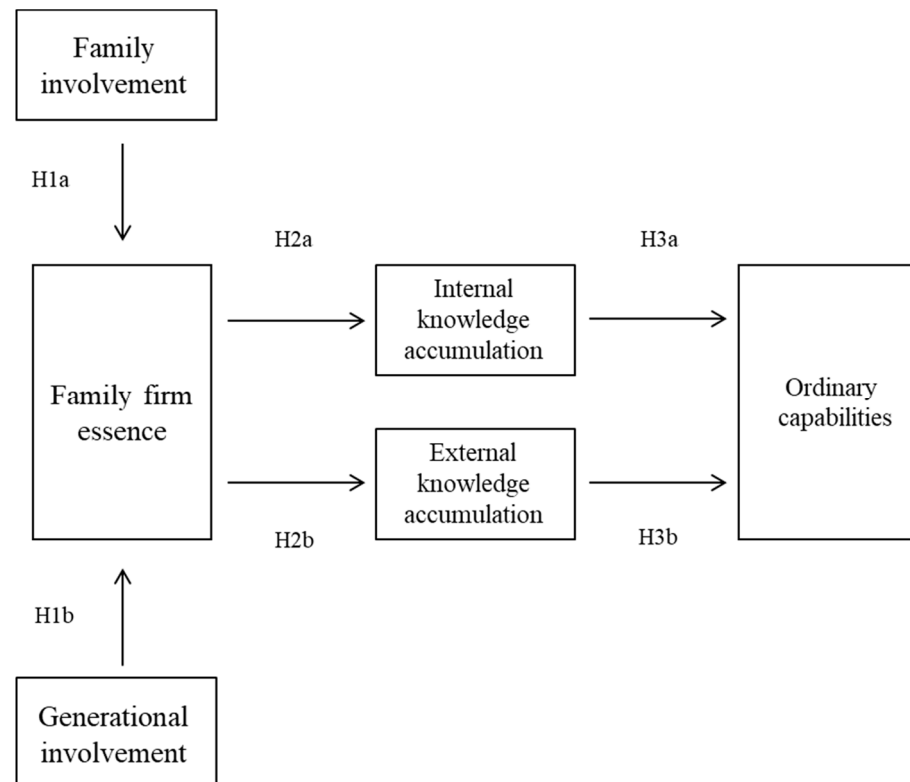 Family
involvement
H1a
H2a
H3a
Family firm
essence
Internal
knowledge
accumulation
External
knowledge
accumulation
Ordinary
capabilities
H2b
H3b
H1b
Generational
involvement